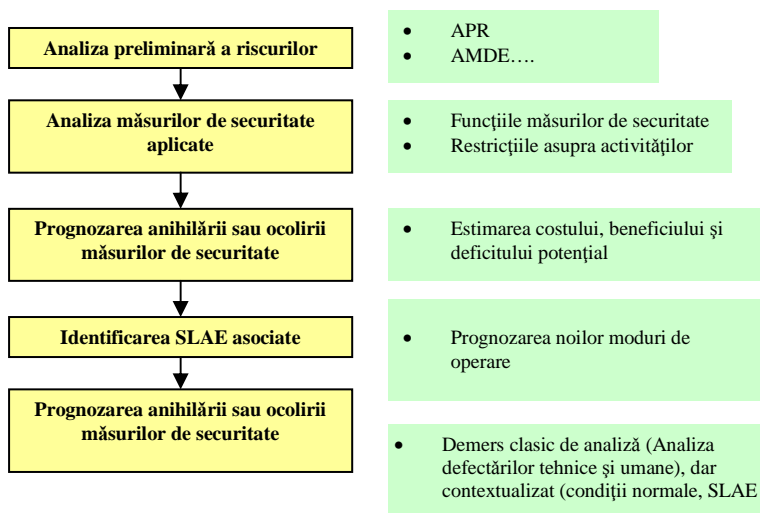 Analiza preliminară a riscurilor
• APR
• AMDE….
Analiza măsurilor de securitate
aplicate
• Funcţiile măsurilor de securitate
• Restricţiile asupra activităţilor
Prognozarea anihilării sau ocolirii
măsurilor de securitate
• Estimarea costului, beneficiului şi
deficitului potenţial
Identificarea SLAE asociate
• Prognozarea noilor moduri de
operare
Prognozarea anihilării sau ocolirii
măsurilor de securitate
• Demers clasic de analiză (Analiza
defectărilor tehnice şi umane), dar
contextualizat (condiţii normale, SLAE